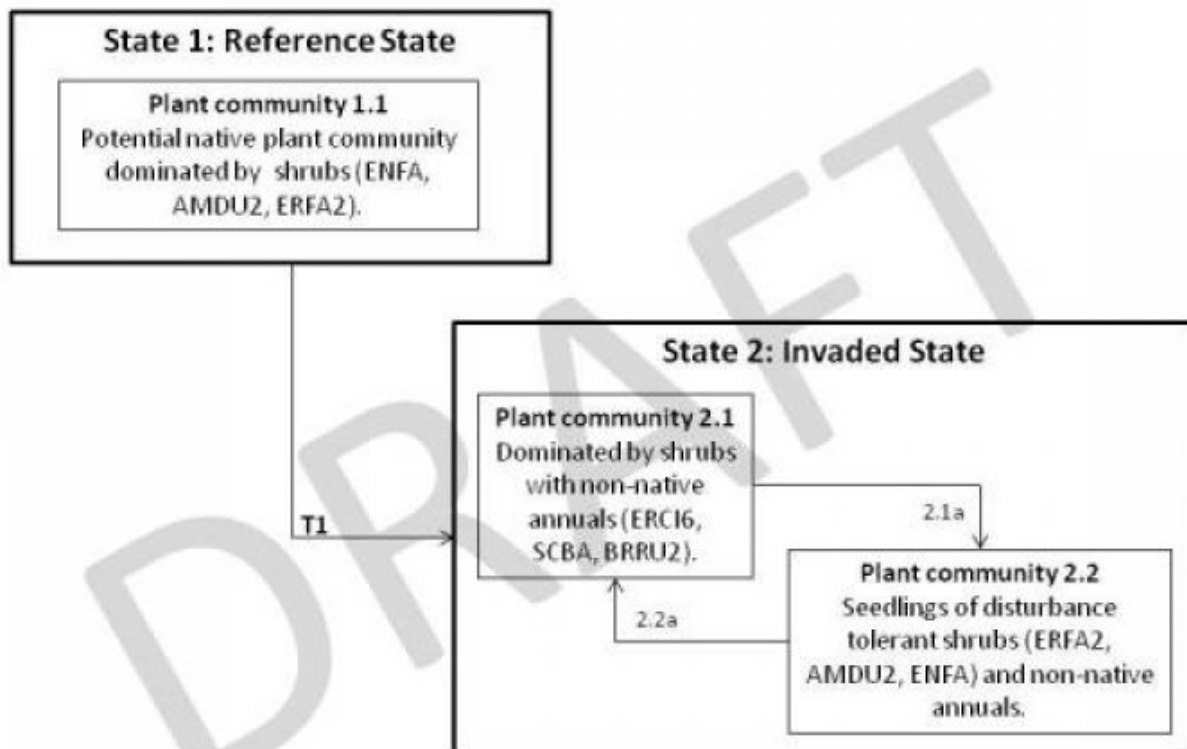 State 1: Reference State
Plant community 1.1
Potential native plant community
dominated by shrubs (ENFA,
AMDU2, ERFA2).
T1
State 2: Invaded State
Plant community 2.1
Dominated by shrubs
with non-native
annuals (ERCI6,
SCBA, BRRU2).
2.1a
2.2a
Plant community 2.2
Seedlings of disturbance
tolerant shrubs (ERFA2,
AMDU2, ENFA) and non-native
annuals.
DRAFT